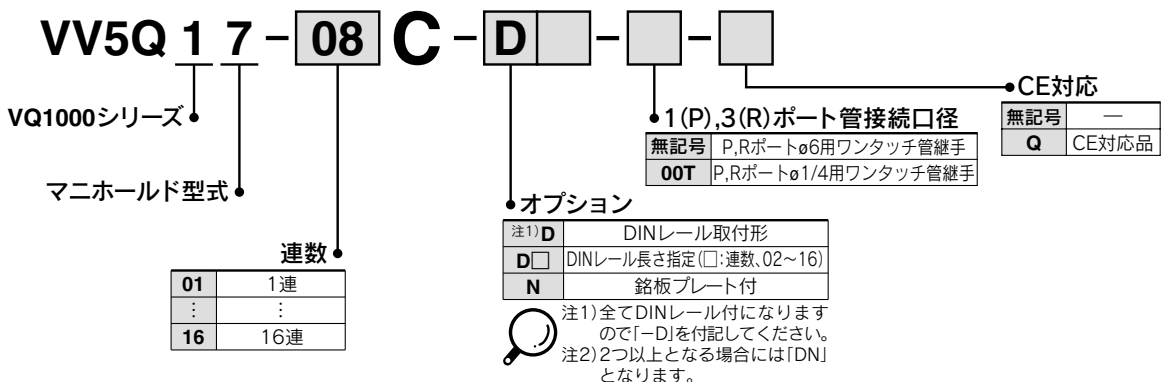 VV5Q 1 7 - 08 C - D - -
VQ1000シリーズ
マニホールド型式
連数
01 1連
⋮ ⋮
16 16連
オプション
注1) D DINレール取付形
D□ DINレール長さ指定(□:連数、02~16)
N 銘板プレート付
注1)全てDINレール付になります
ので「-D」を付記してください。
注2)2つ以上となる場合には「DN」
となります。
1(P),3(R)ポート管接続口径
無記号 P,Rポートø6用ワンタッチ管継手
00T P,Rポートø1/4用ワンタッチ管継手
CE対応
無記号 —
Q CE対応品